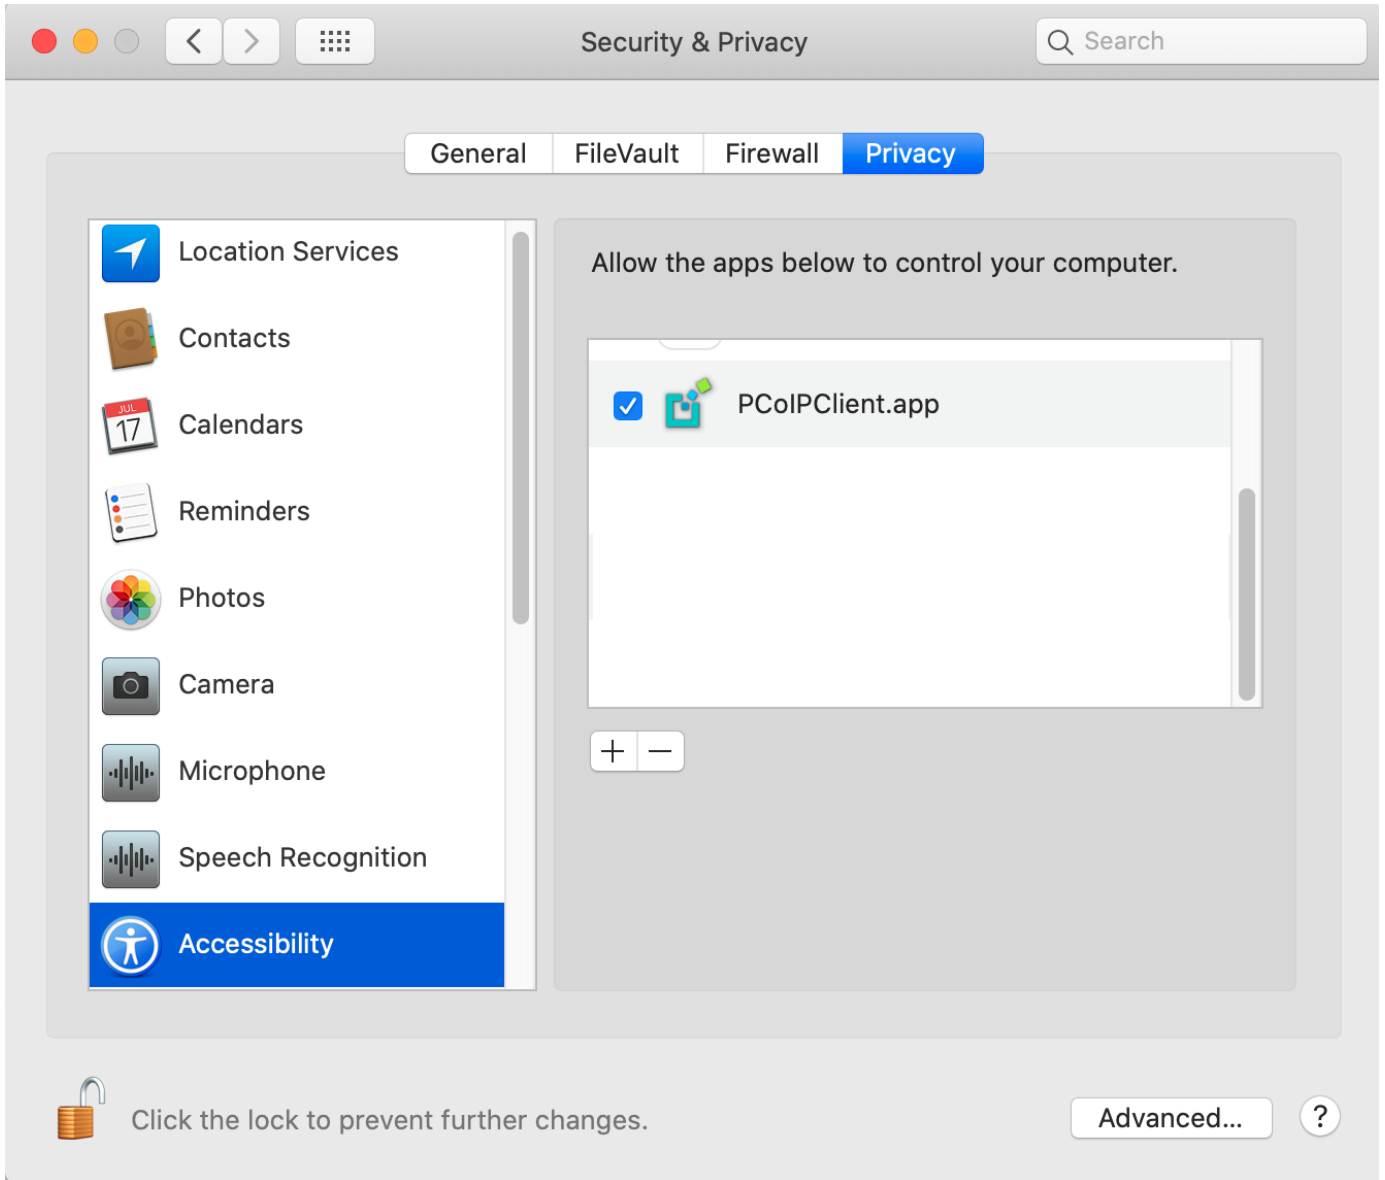 Security & Privacy
Search
General
FileVault
Firewall
Privacy
Location Services
Contacts
JUL
17
Calendars
Reminders
Photos
Camera
Microphone
Speech Recognition
Accessibility
Allow the apps below to control your computer.
PCoIPClient.app
+
−
Click the lock to prevent further changes.
Advanced...
?